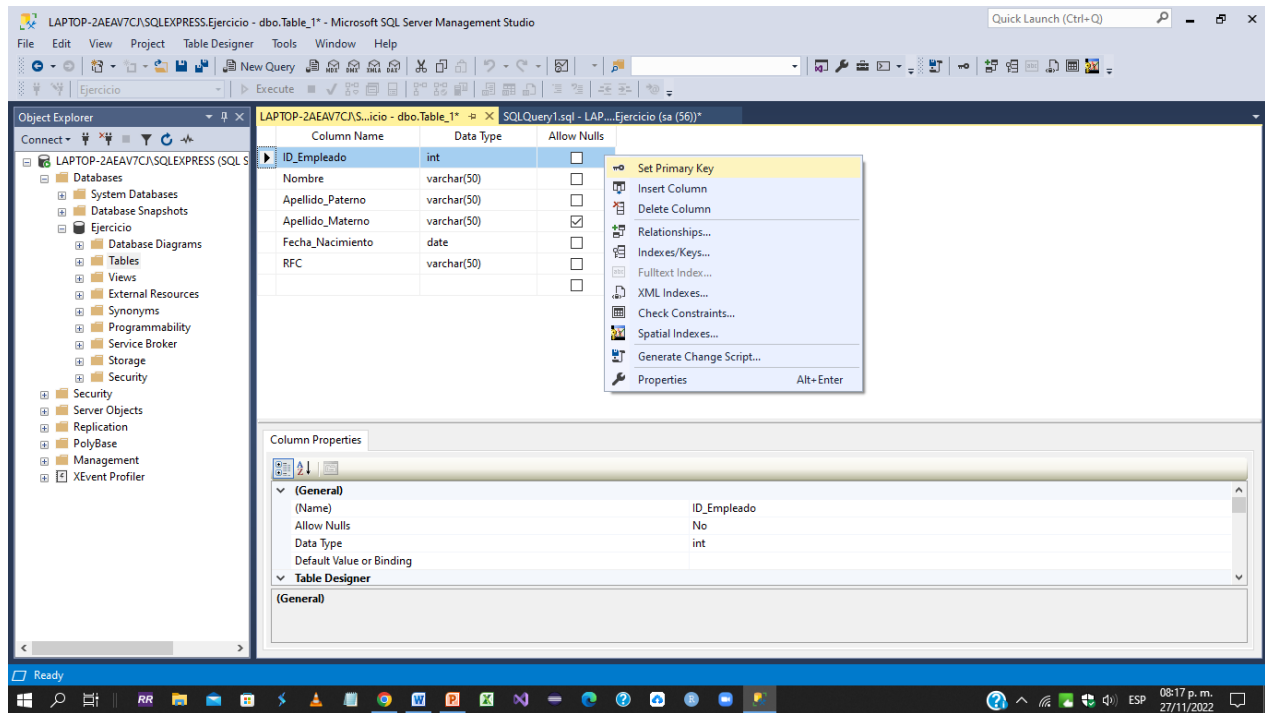 LAPTOP-2AEAV7CJ\SQLEXPRESS.Ejercicio - dbo.Table_1* - Microsoft SQL Server Management Studio
Quick Launch (Ctrl+Q)
File Edit View Project Table Designer Tools Window Help
New Query
MDX DMX XMLA DAX
Ejercicio
Execute
Object Explorer
Connect
LAPTOP-2AEAV7CJ\SQLEXPRESS (SQL S
Databases
System Databases
Database Snapshots
Ejercicio
Database Diagrams
Tables
Views
External Resources
Synonyms
Programmability
Service Broker
Storage
Security
Security
Server Objects
Replication
PolyBase
Management
XEvent Profiler
LAPTOP-2AEAV7CJ\S...icio - dbo.Table_1* SQLQuery1.sql - LAP....Ejercicio (sa (56))*
Column Name Data Type Allow Nulls
ID_Empleado int
Nombre varchar(50)
Apellido_Paterno varchar(50)
Apellido_Materno varchar(50)
Fecha_Nacimiento date
RFC varchar(50)
Set Primary Key
Insert Column
Delete Column
Relationships...
Indexes/Keys...
Fulltext Index...
XML Indexes...
Check Constraints...
Spatial Indexes...
Generate Change Script...
Properties Alt+Enter
Column Properties
(General)
(Name) ID_Empleado
Allow Nulls No
Data Type int
Default Value or Binding
Table Designer
(General)
Ready
RR
ESP
08:17 p. m.
27/11/2022